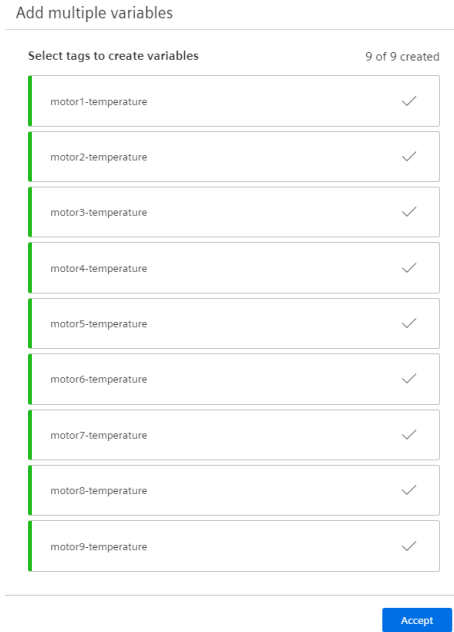 Add multiple variables
Select tags to create variables 9 of 9 created
motor1-temperature
motor2-temperature
motor3-temperature
motor4-temperature
motor5-temperature
motor6-temperature
motor7-temperature
motor8-temperature
motor9-temperature
Accept